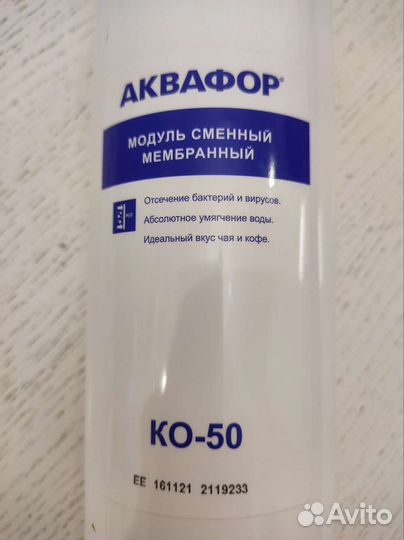 АКВАФОР®
МОДУЛЬ СМЕННЫЙ
МЕМБРАННЫЙ
Отсечение бактерий и вирусов.
Абсолютное умягчение воды.
Идеальный вкус чая и кофе.
КО-50
EE 161121 2119233
Avito